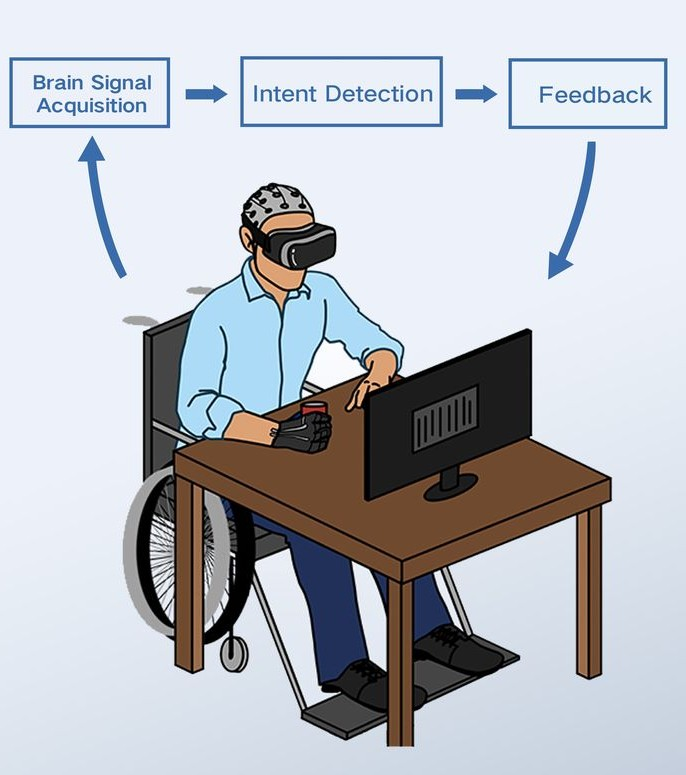 Brain Signal
Acquisition
Intent Detection
Feedback